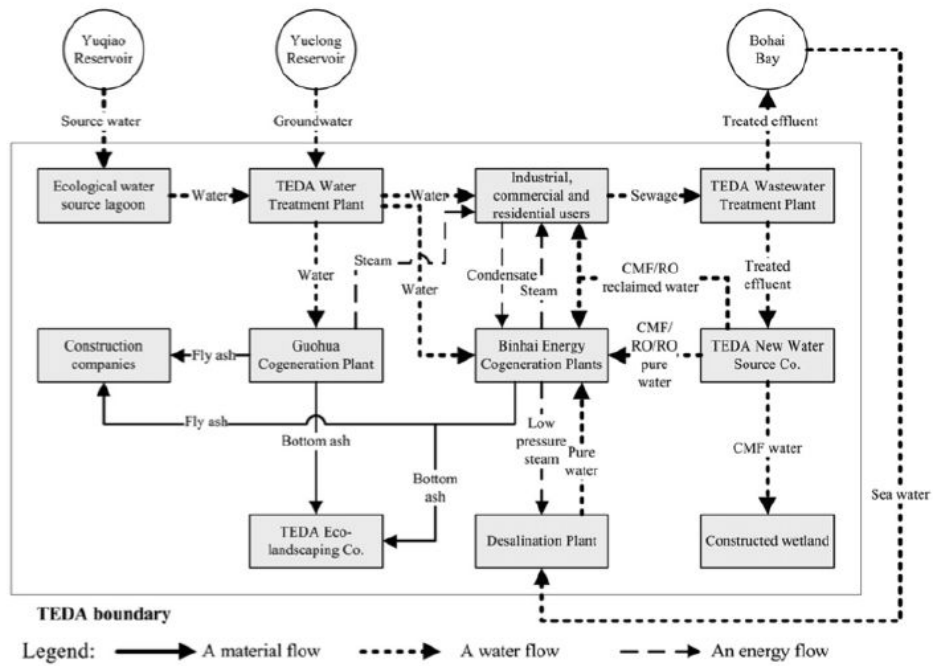 Yuqiao
Reservoir
Yuelong
Reservoir
Bohai
Bay
Source water
Groundwater
Treated effluent
Ecological water
source lagoon
Water
TEDA Water
Treatment Plant
Water
Industrial,
commercial and
residential users
Sewage
TEDA Wastewater
Treatment Plant
Steam
Water
Water
Condensate
Steam
CMF/RO
reclaimed water
Treated
effluent
Construction
companies
Fly ash
Guohua
Cogeneration Plant
Binhai Energy
Cogeneration Plants
CMF/
RO/RO
pure
water
TEDA New Water
Source Co.
Fly ash
Bottom ash
Bottom
ash
Low
pressure
steam
Pure
water
CMF water
Sea water
TEDA Eco-
landscaping Co.
Desalination Plant
Constructed wetland
TEDA boundary
Legend:
A material flow
A water flow
An energy flow